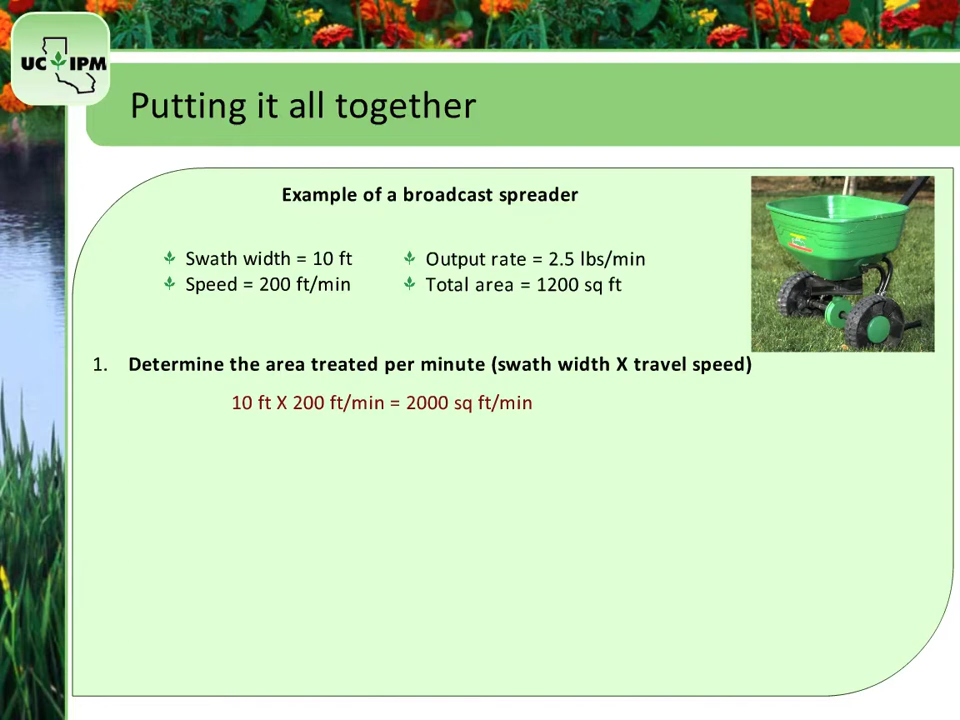 UC IPM
Putting it all together
Example of a broadcast spreader
Swath width = 10 ft
Speed = 200 ft/min
Output rate = 2.5 lbs/min
Total area = 1200 sq ft
1. Determine the area treated per minute (swath width X travel speed)
10 ft X 200 ft/min = 2000 sq ft/min